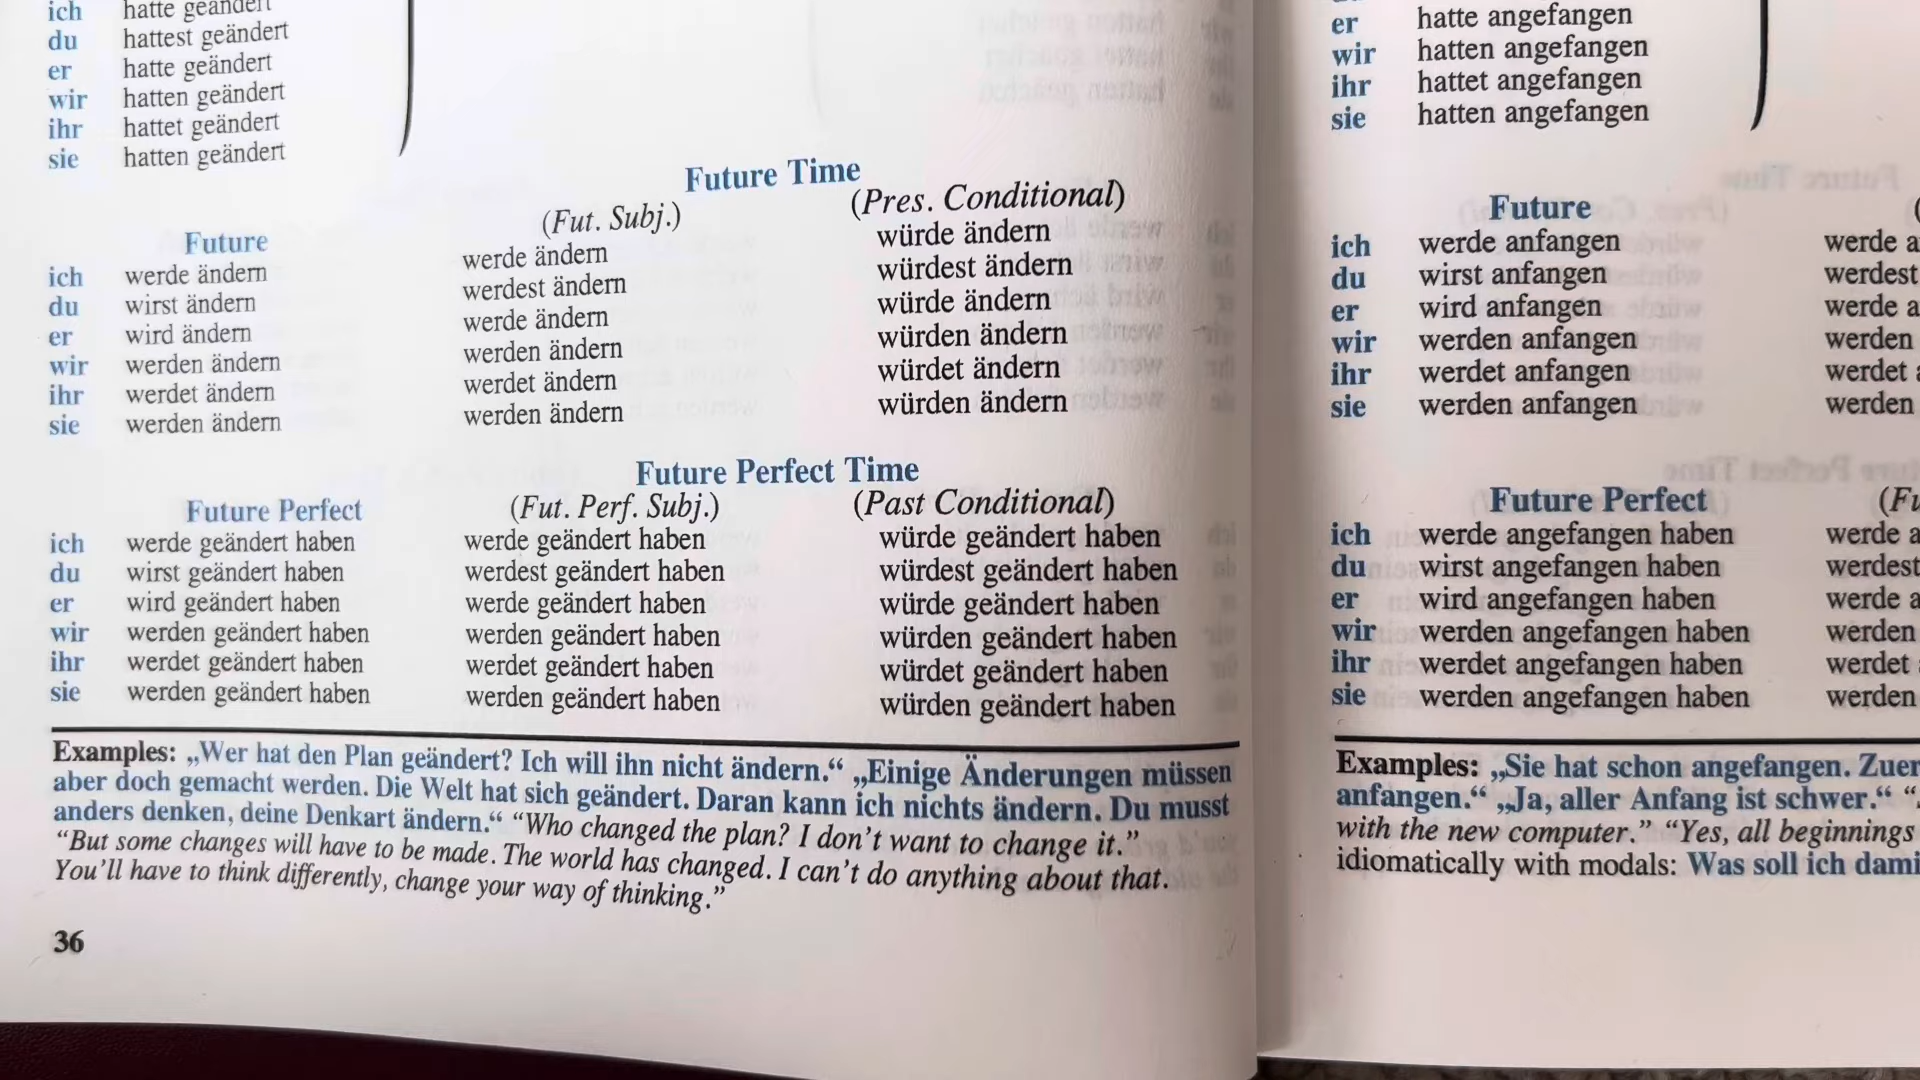 ich hatte geändert
du hattest geändert
er hatte geändert
wir hatten geändert
ihr hattet geändert
sie hatten geändert
Future Time
Future (Fut. Subj.) (Pres. Conditional)
ich werde ändern werde ändern würde ändern
du wirst ändern werdest ändern würdest ändern
er wird ändern werde ändern würde ändern
wir werden ändern werden ändern würden ändern
ihr werdet ändern werdet ändern würdet ändern
sie werden ändern werden ändern würden ändern
Future Perfect Time
Future Perfect (Fut. Perf. Subj.) (Past Conditional)
ich werde geändert haben werde geändert haben würde geändert haben
du wirst geändert haben werdest geändert haben würdest geändert haben
er wird geändert haben werde geändert haben würde geändert haben
wir werden geändert haben werden geändert haben würden geändert haben
ihr werdet geändert haben werdet geändert haben würdet geändert haben
sie werden geändert haben werden geändert haben würden geändert haben
Examples: „Wer hat den Plan geändert? Ich will ihn nicht ändern.“ „Einige Änderungen müssen
aber doch gemacht werden. Die Welt hat sich geändert. Daran kann ich nichts ändern. Du musst
anders denken, deine Denkart ändern.“ “Who changed the plan? I don’t want to change it.”
“But some changes will have to be made. The world has changed. I can’t do anything about that.
You’ll have to think differently, change your way of thinking.”
36
er hatte angefangen
wir hatten angefangen
ihr hattet angefangen
sie hatten angefangen
Future
ich werde anfangen werde
du wirst anfangen werdest
er wird anfangen werde
wir werden anfangen werden
ihr werdet anfangen werdet
sie werden anfangen werden
Future Perfect
ich werde angefangen haben werde
du wirst angefangen haben werdest
er wird angefangen haben werde
wir werden angefangen haben werden
ihr werdet angefangen haben werdet
sie werden angefangen haben werden
Examples: „Sie hat schon angefangen.
anfangen.“ „Ja, aller Anfang ist schwer.“
with the new computer.” “Yes, all beginnings
idiomatically with modals: Was soll ich